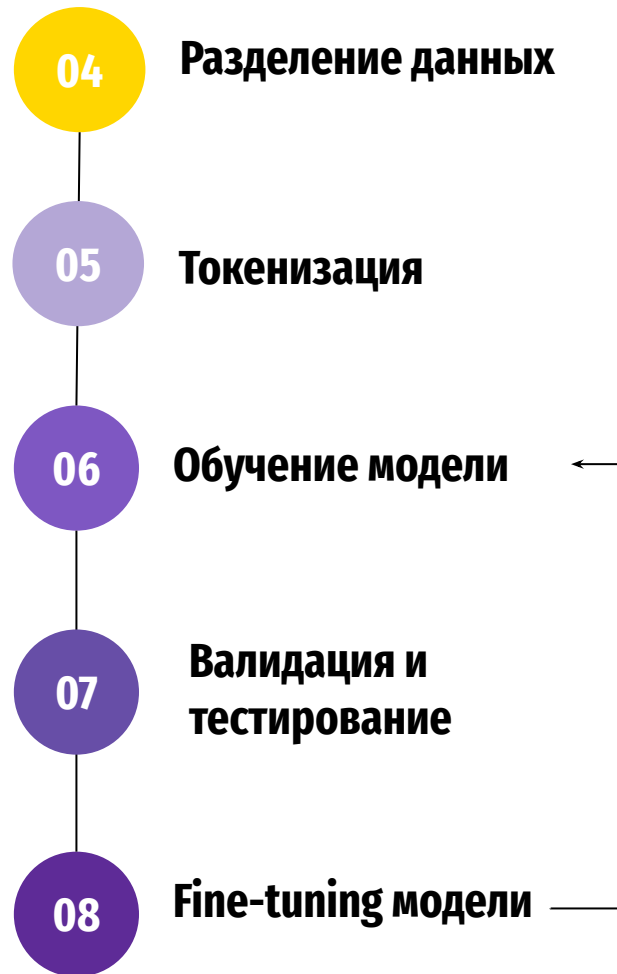 04
Разделение данных
05
Токенизация
06
Обучение модели
07
Валидация и
тестирование
08
Fine-tuning модели